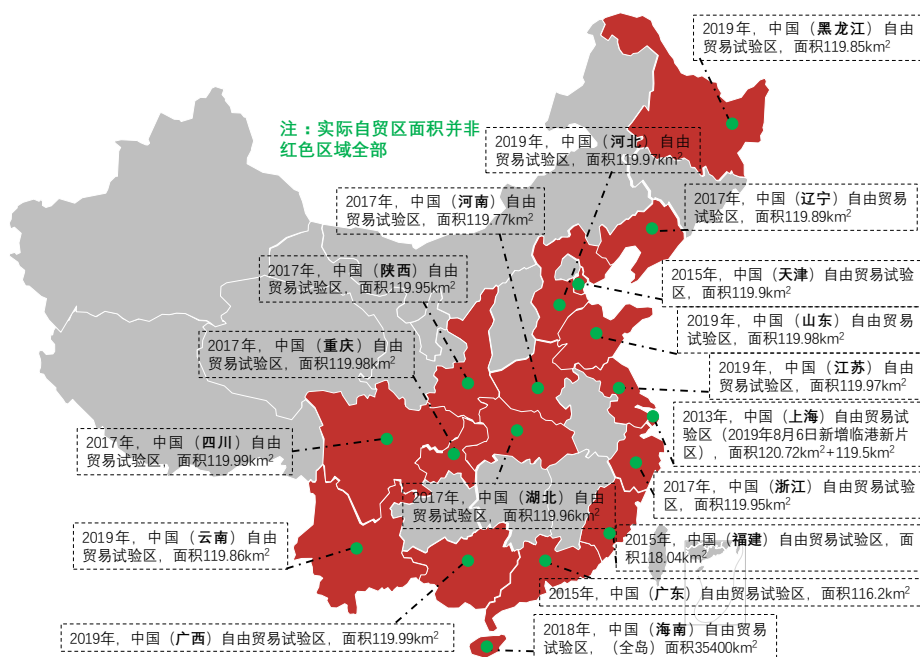 2019年，中国（黑龙江）自由
贸易试验区，面积119.85km²
注：实际自贸区面积并非
红色区域全部
2019年，中国（河北）自由
贸易试验区，面积119.97km²
2017年，中国（河南）自由
贸易试验区，面积119.77km²
2017年，中国（辽宁）自由贸易
试验区，面积119.89km²
2017年，中国（陕西）自由
贸易试验区，面积119.95km²
2015年，中国（天津）自由贸易试验
区，面积119.9km²
2019年，中国（山东）自由贸易
试验区，面积119.98km²
2017年，中国（重庆）自由
贸易试验区，面积119.98km²
2019年，中国（江苏）自由
贸易试验区，面积119.97km²
2013年，中国（上海）自由贸易试
验区（2019年8月6日新增临港新片
区），面积120.72km²+119.5km²
2017年，中国（四川）自由
贸易试验区，面积119.99km²
2017年，中国（浙江）自由贸易试验
区，面积119.95km²
2017年，中国（湖北）自由
贸易试验区，面积119.96km²
2019年，中国（云南）自由
贸易试验区，面积119.86km²
2015年，中国（福建）自由贸易试验区，面
积118.04km²
2015年，中国（广东）自由贸易试验区，面积116.2km²
2019年，中国（广西）自由贸易试验区，面积119.99km²
2018年，中国（海南）自由贸易
试验区，（全岛）面积35400km²